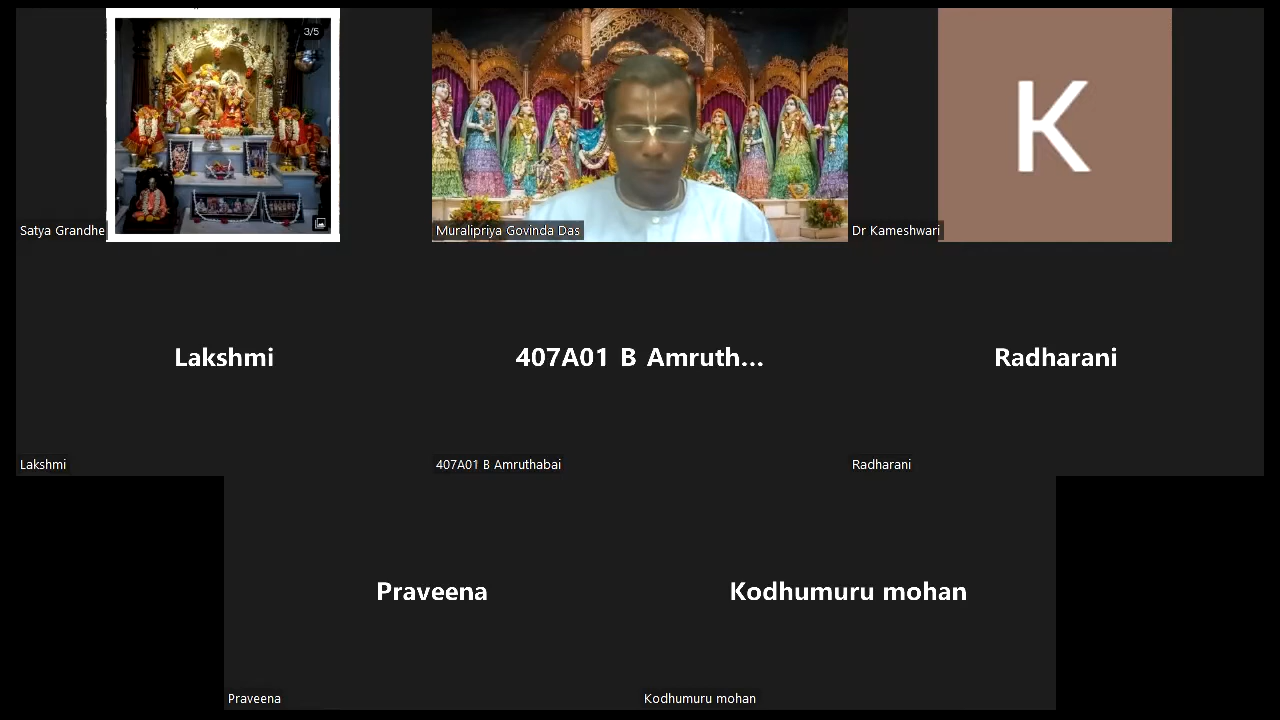 3/5
Satya Grandhe
Muralipriya Govinda Das
K
Dr Kameshwari
Lakshmi
407A01 B Amruth...
Radharani
Lakshmi
407A01 B Amruthabai
Radharani
Praveena
Kodhumuru mohan
Praveena
Kodhumuru mohan